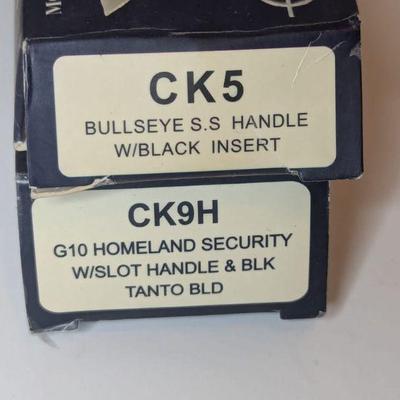 CK5
BULLSEYE S.S HANDLE
W/BLACK INSERT
CK9H
G10 HOMELAND SECURITY
W/SLOT HANDLE & BLK
TANTO BLD